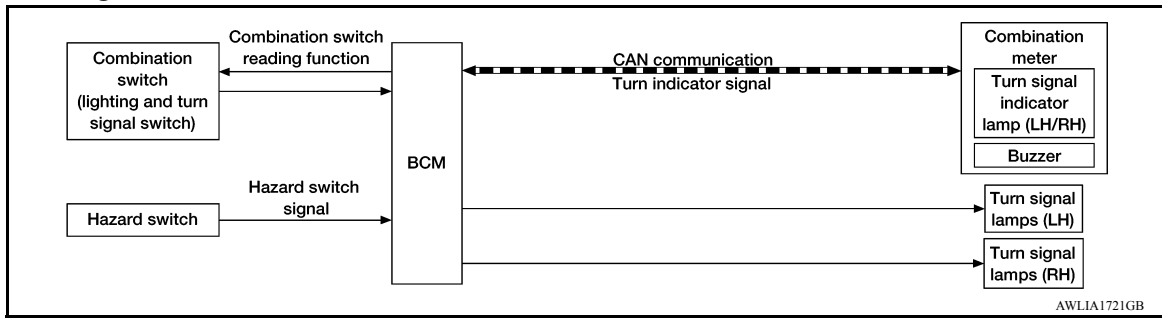 Combination
switch
(lighting and turn
signal switch)
Combination switch
reading function
BCM
CAN communication
Turn indicator signal
Combination
meter
Turn signal
indicator
lamp (LH/RH)
Buzzer
Hazard switch
Hazard switch
signal
Turn signal
lamps (LH)
Turn signal
lamps (RH)
AWLIA1721GB